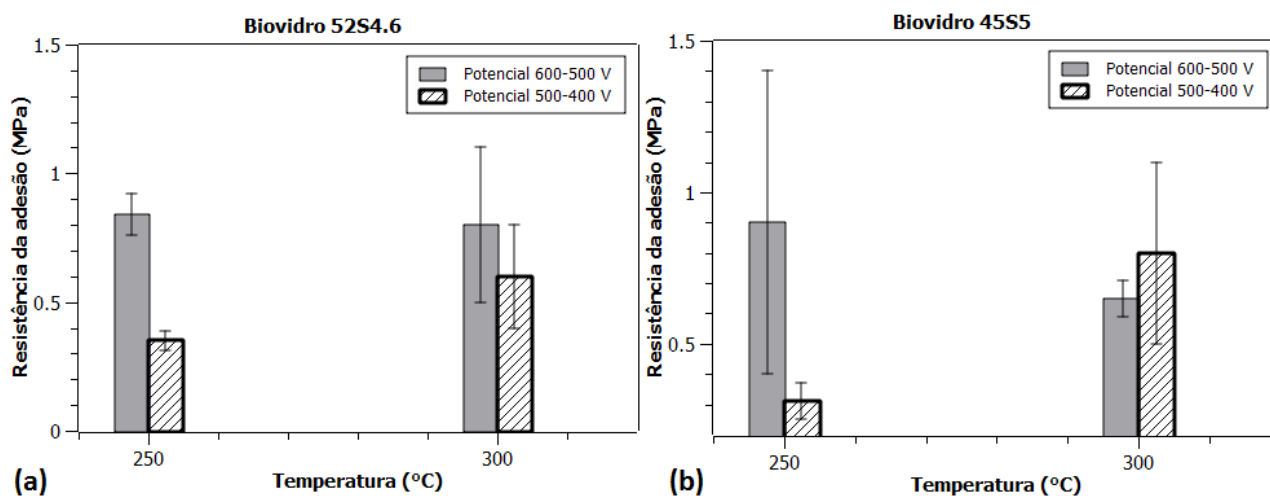 Biovidro 52S4.6
1.5
Potencial 600-500 V
Potencial 500-400 V
1
0.5
0
Resistência da adesão (MPa)
250
300
Temperatura (°C)
(a)
Biovidro 45S5
1.5
Potencial 600-500 V
Potencial 500-400 V
1
0.5
Resistência da adesão (MPa)
250
300
Temperatura (°C)
(b)